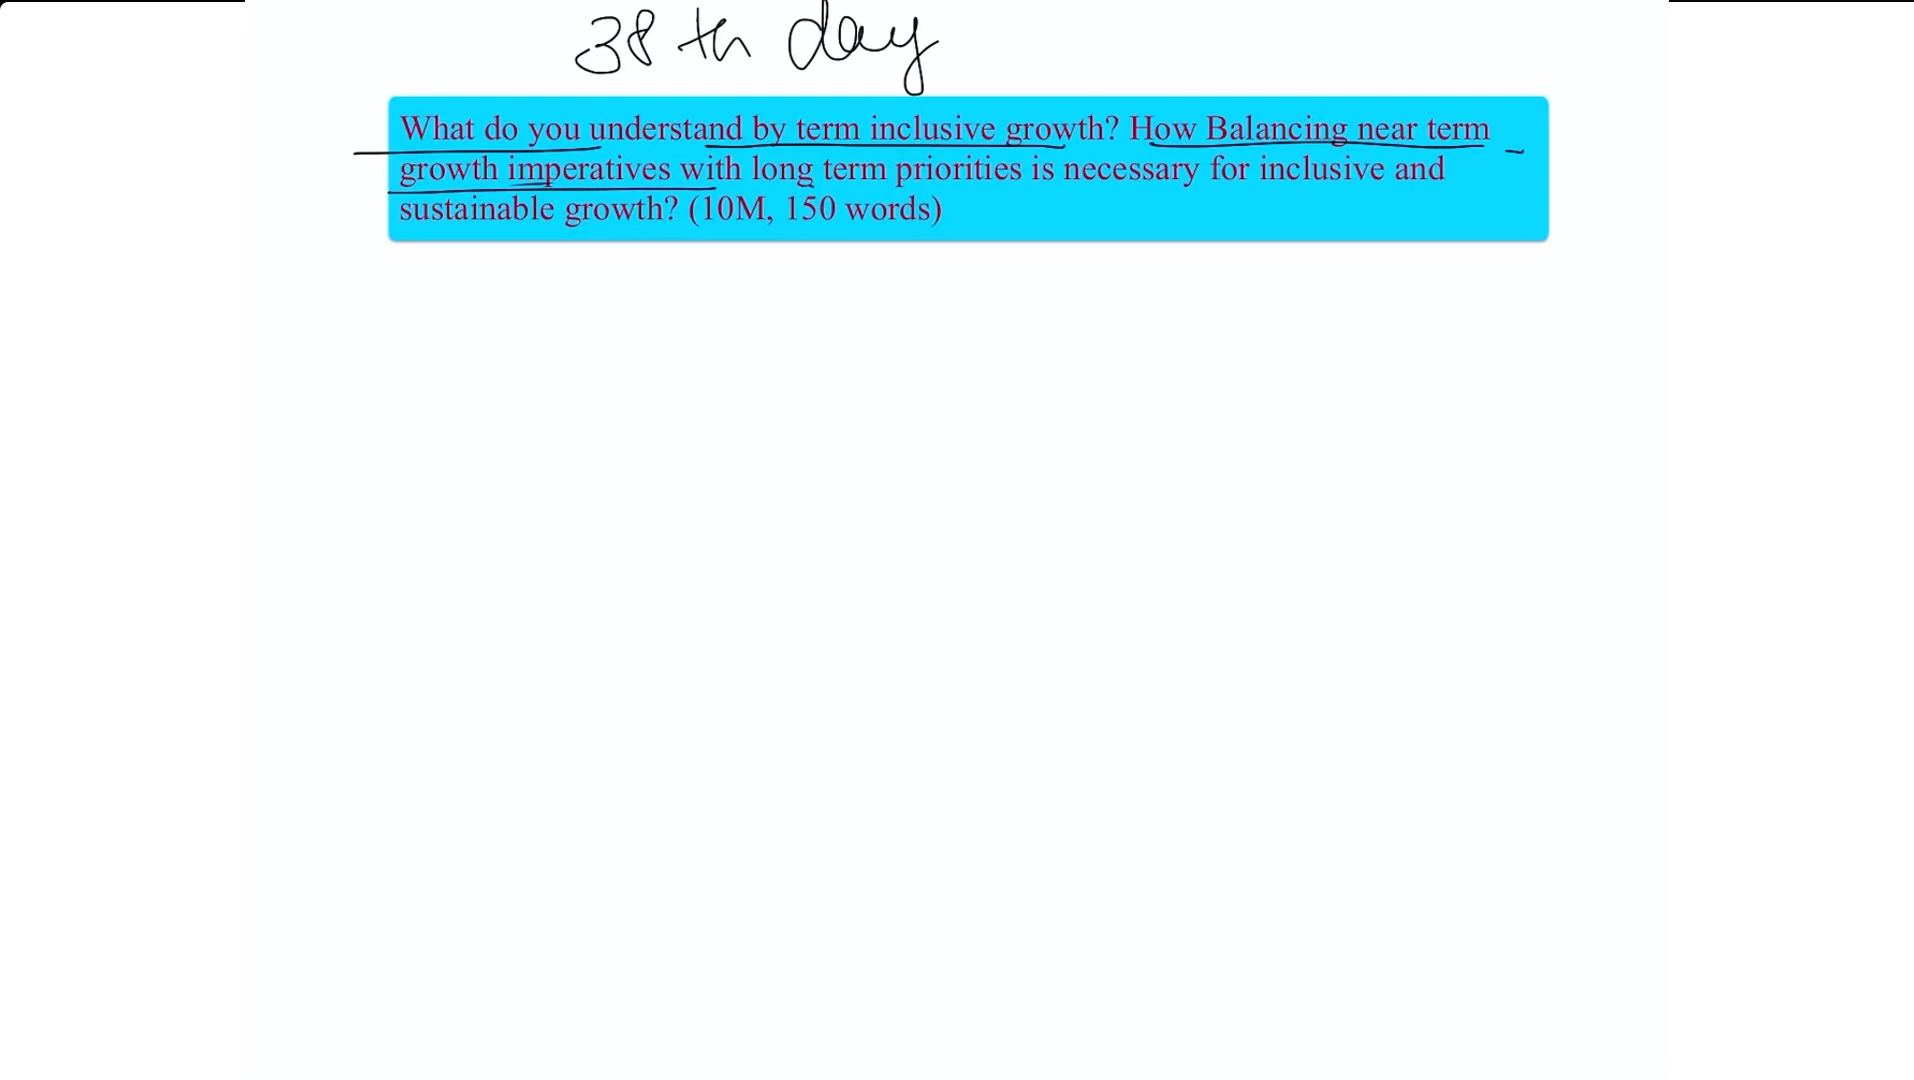 38 th day
What do you understand by term inclusive growth? How Balancing near term
growth imperatives with long term priorities is necessary for inclusive and
sustainable growth? (10M, 150 words)